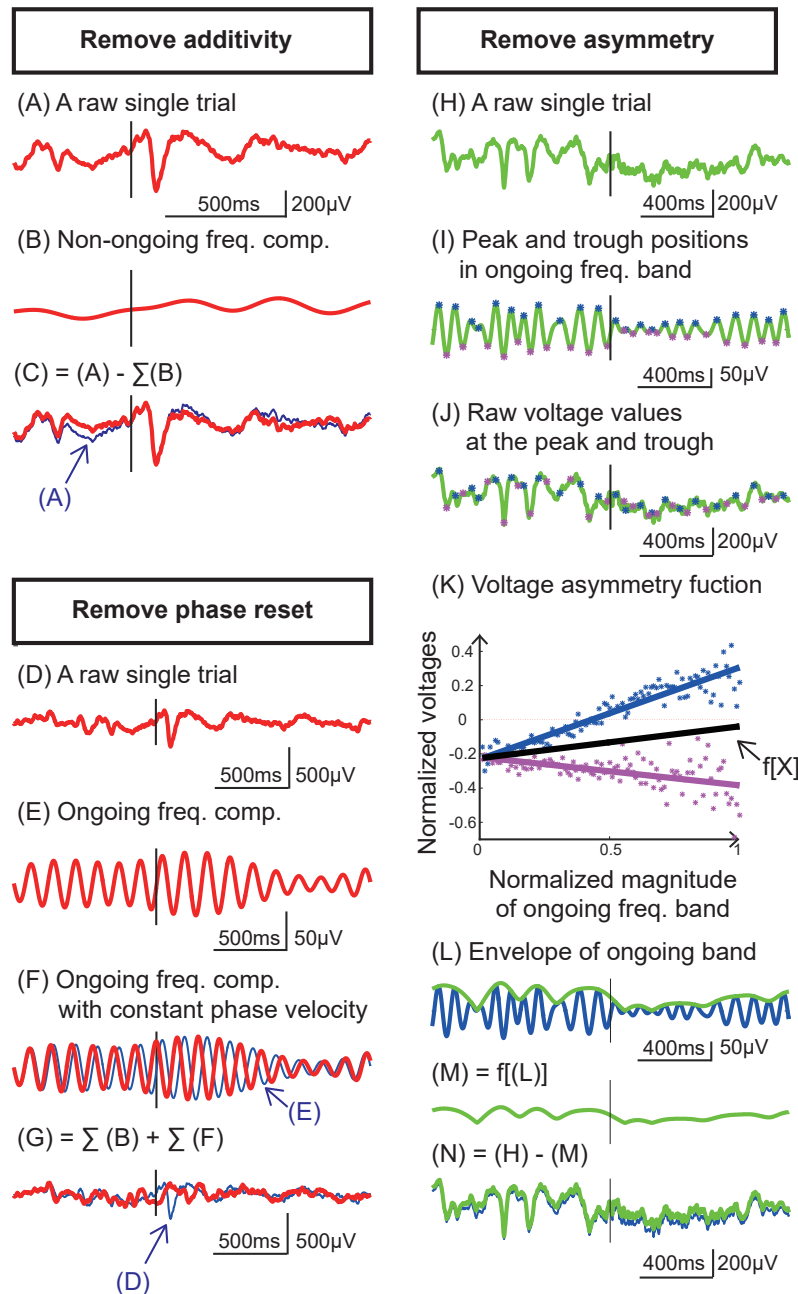 Remove additivity
(A) A raw single trial
500ms 200µV
(B) Non-ongoing freq. comp.
(C) = (A) - ∑(B)
(A)
Remove phase reset
(D) A raw single trial
500ms 500µV
(E) Ongoing freq. comp.
500ms 50µV
(F) Ongoing freq. comp.
with constant phase velocity
(E)
(G) = ∑ (B) + ∑ (F)
500ms 500µV
(D)
Remove asymmetry
(H) A raw single trial
400ms 200µV
(I) Peak and trough positions
in ongoing freq. band
400ms 50µV
(J) Raw voltage values
at the peak and trough
400ms 200µV
(K) Voltage asymmetry fuction
Normalized voltages
0.4
0.2
0
-0.2
-0.4
-0.6
f[X]
0 0.5 1
Normalized magnitude
of ongoing freq. band
(L) Envelope of ongoing band
400ms 50µV
(M) = f[(L)]
(N) = (H) - (M)
400ms 200µV